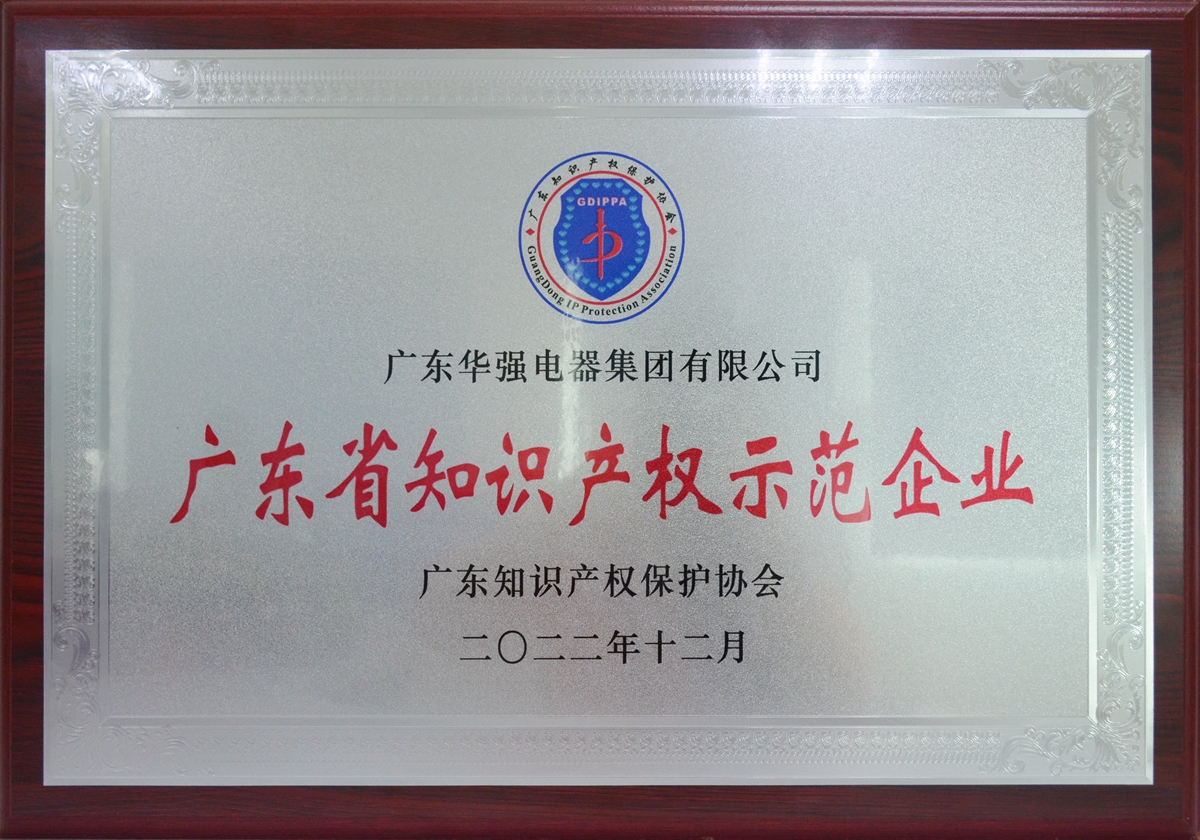 广东知识产权保护协会
GDIPPA
GuangDong IP Protection Association
广东华强电器集团有限公司
广东省知识产权示范企业
广东知识产权保护协会
二〇二二年十二月